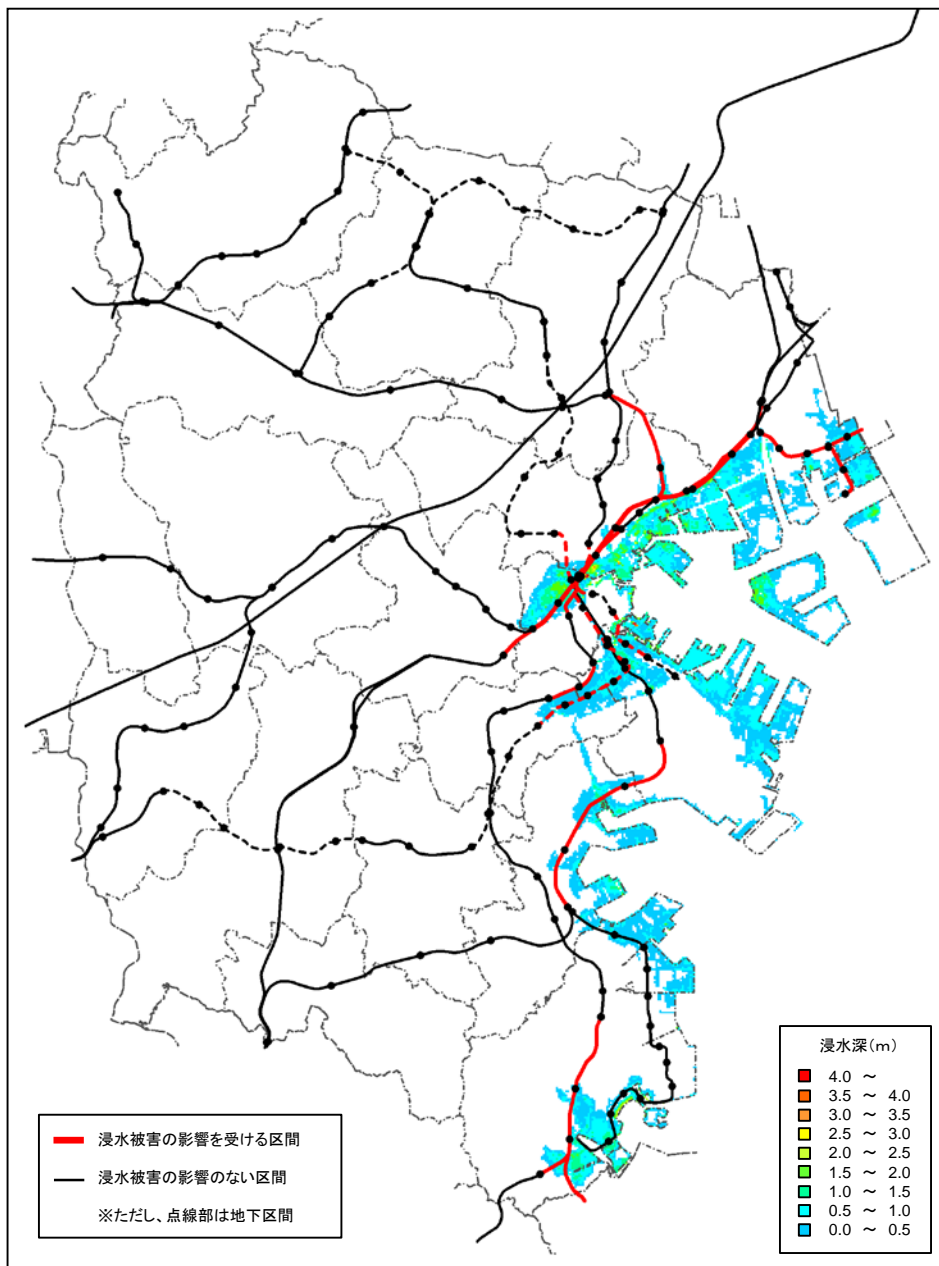 浸水深(m)
4.0 ～
3.5 ～ 4.0
3.0 ～ 3.5
2.5 ～ 3.0
2.0 ～ 2.5
1.5 ～ 2.0
1.0 ～ 1.5
0.5 ～ 1.0
0.0 ～ 0.5
浸水被害の影響を受ける区間
浸水被害の影響のない区間
※ただし、点線部は地下区間